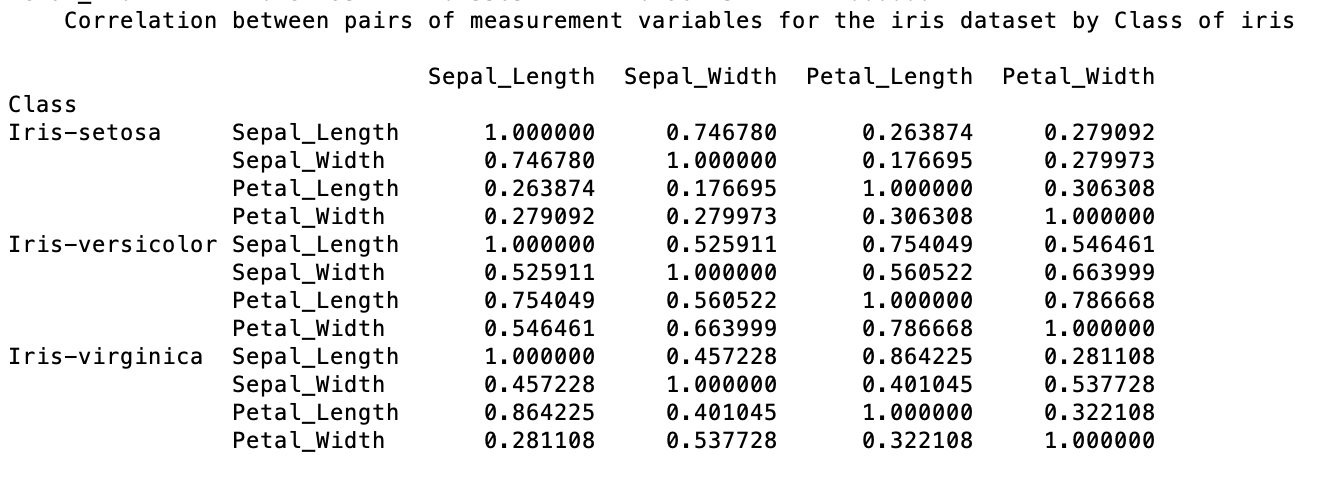 Correlation between pairs of measurement variables for the iris dataset by Class of iris
Sepal_Length Sepal_Width Petal_Length Petal_Width
Class
Iris-setosa Sepal_Length 1.000000 0.746780 0.263874 0.279092
Sepal_Width 0.746780 1.000000 0.176695 0.279973
Petal_Length 0.263874 0.176695 1.000000 0.306308
Petal_Width 0.279092 0.279973 0.306308 1.000000
Iris-versicolor Sepal_Length 1.000000 0.525911 0.754049 0.546461
Sepal_Width 0.525911 1.000000 0.560522 0.663999
Petal_Length 0.754049 0.560522 1.000000 0.786668
Petal_Width 0.546461 0.663999 0.786668 1.000000
Iris-virginica Sepal_Length 1.000000 0.457228 0.864225 0.281108
Sepal_Width 0.457228 1.000000 0.401045 0.537728
Petal_Length 0.864225 0.401045 1.000000 0.322108
Petal_Width 0.281108 0.537728 0.322108 1.000000